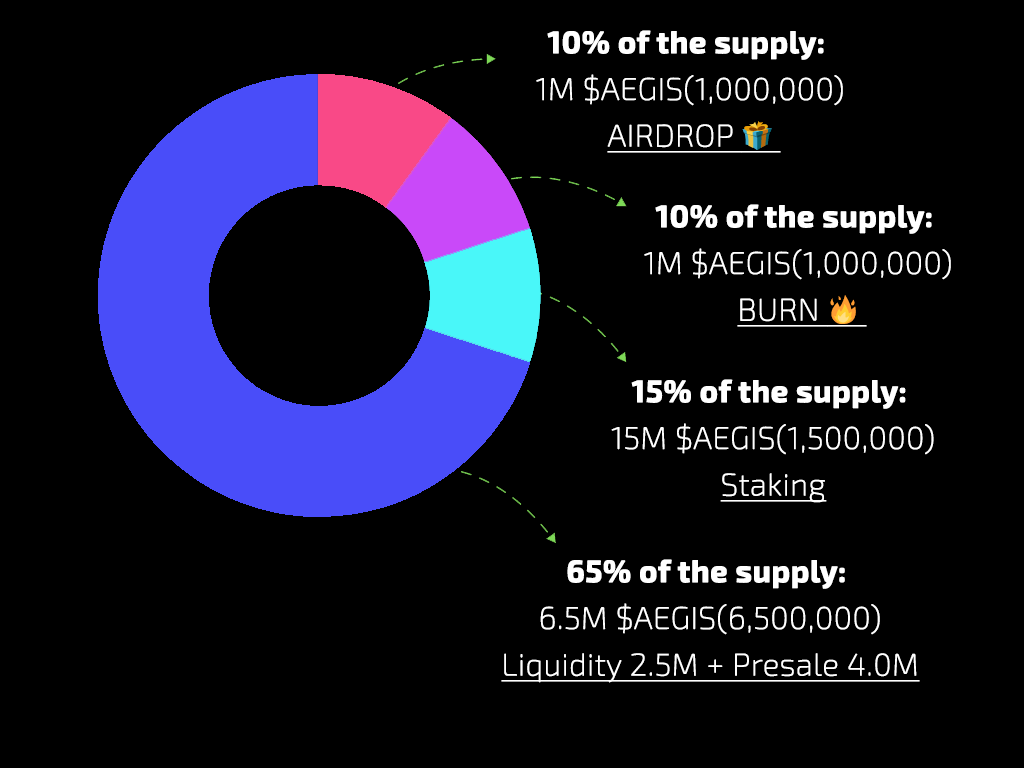 10% of the supply:
1M $AEGIS(1,000,000)
AIRDROP 🎁
10% of the supply:
1M $AEGIS(1,000,000)
BURN 🔥
15% of the supply:
15M $AEGIS(1,500,000)
Staking
65% of the supply:
6.5M $AEGIS(6,500,000)
Liquidity 2.5M + Presale 4.0M